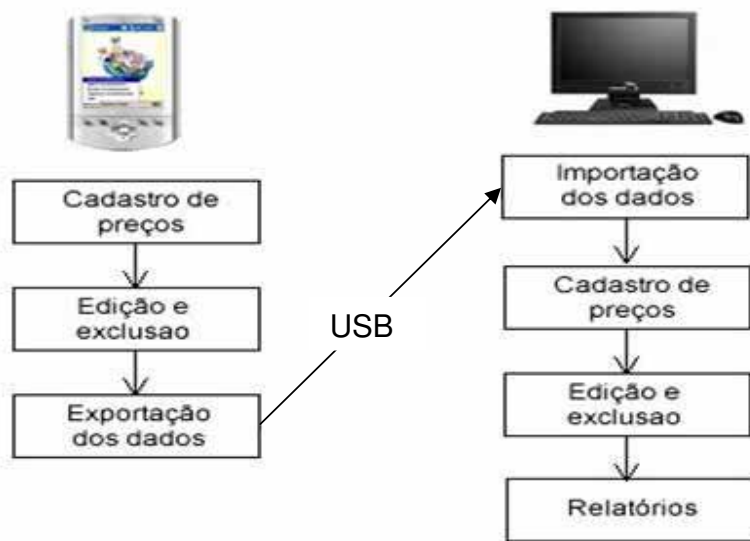 Cadastro de
preços
Edição e
exclusao
Exportação
dos dados
USB
Importação
dos dados
Cadastro de
preços
Edição e
exclusao
Relatórios